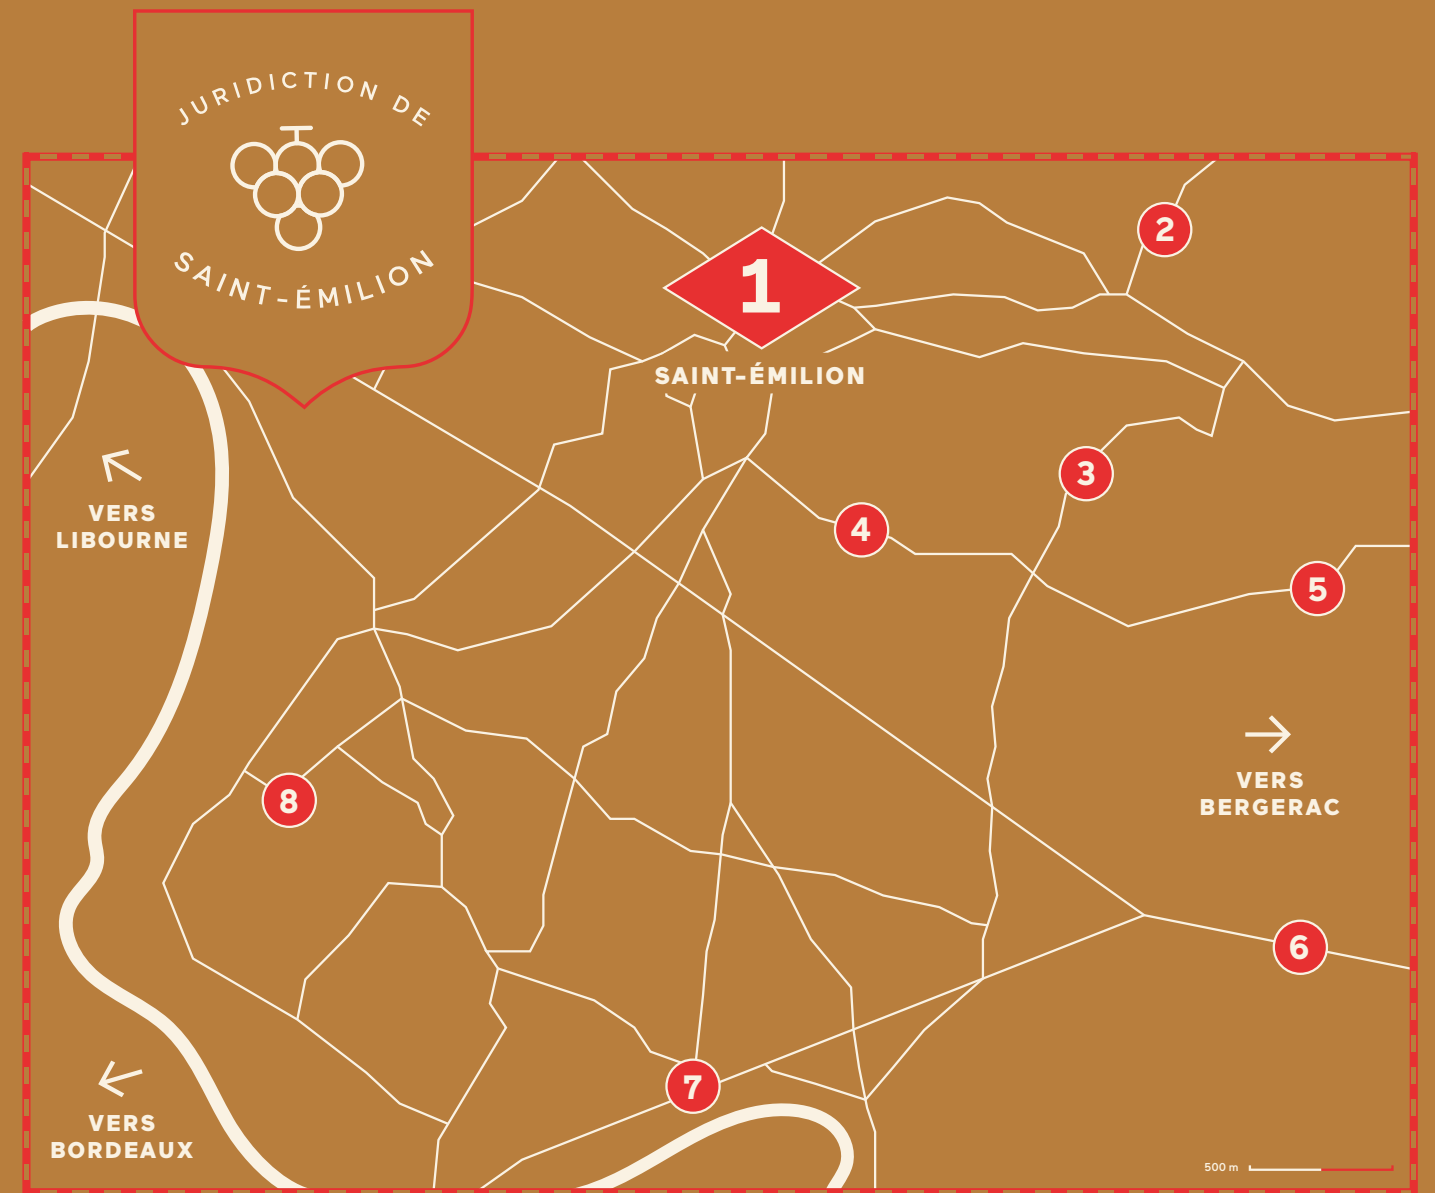 JURIDICTION DE
SAINT-ÉMILION
1
2
SAINT-ÉMILION
3
4
VERS
LIBOURNE
5
VERS
BERGERAC
8
6
7
VERS
BORDEAUX
500 m